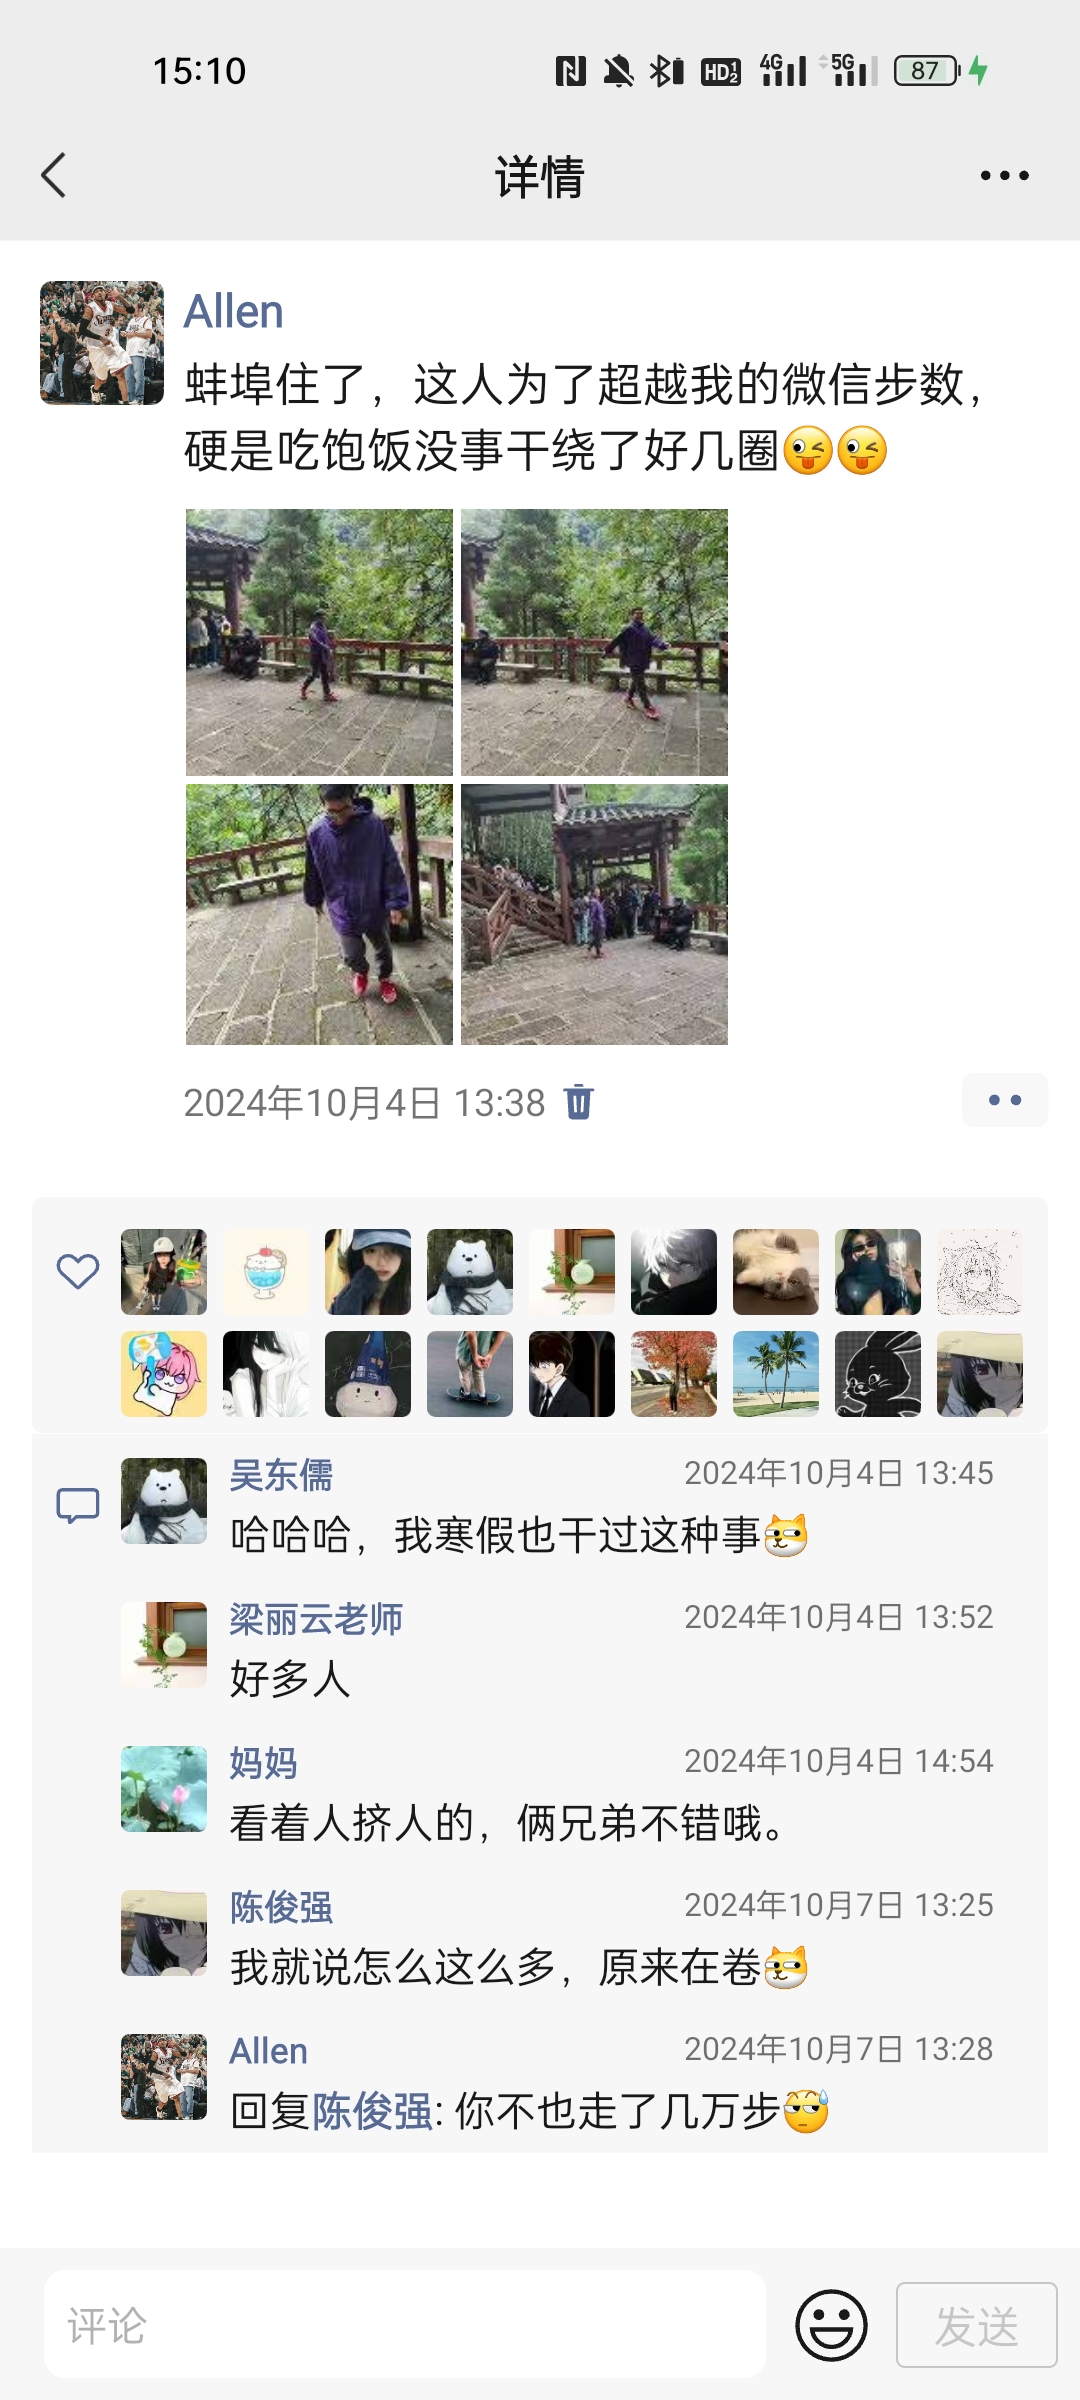 15:10
HD 1 2 4G 5G 87
详情
Allen
蚌埠住了，这人为了超越我的微信步数，
硬是吃饱饭没事干绕了好几圈😜😜
2024年10月4日 13:38
吴东儒 2024年10月4日 13:45
哈哈哈，我寒假也干过这种事
梁丽云老师 2024年10月4日 13:52
好多人
妈妈 2024年10月4日 14:54
看着人挤人的，俩兄弟不错哦。
陈俊强 2024年10月7日 13:25
我就说怎么这么多，原来在卷
Allen 2024年10月7日 13:28
回复陈俊强: 你不也走了几万步
评论 发送